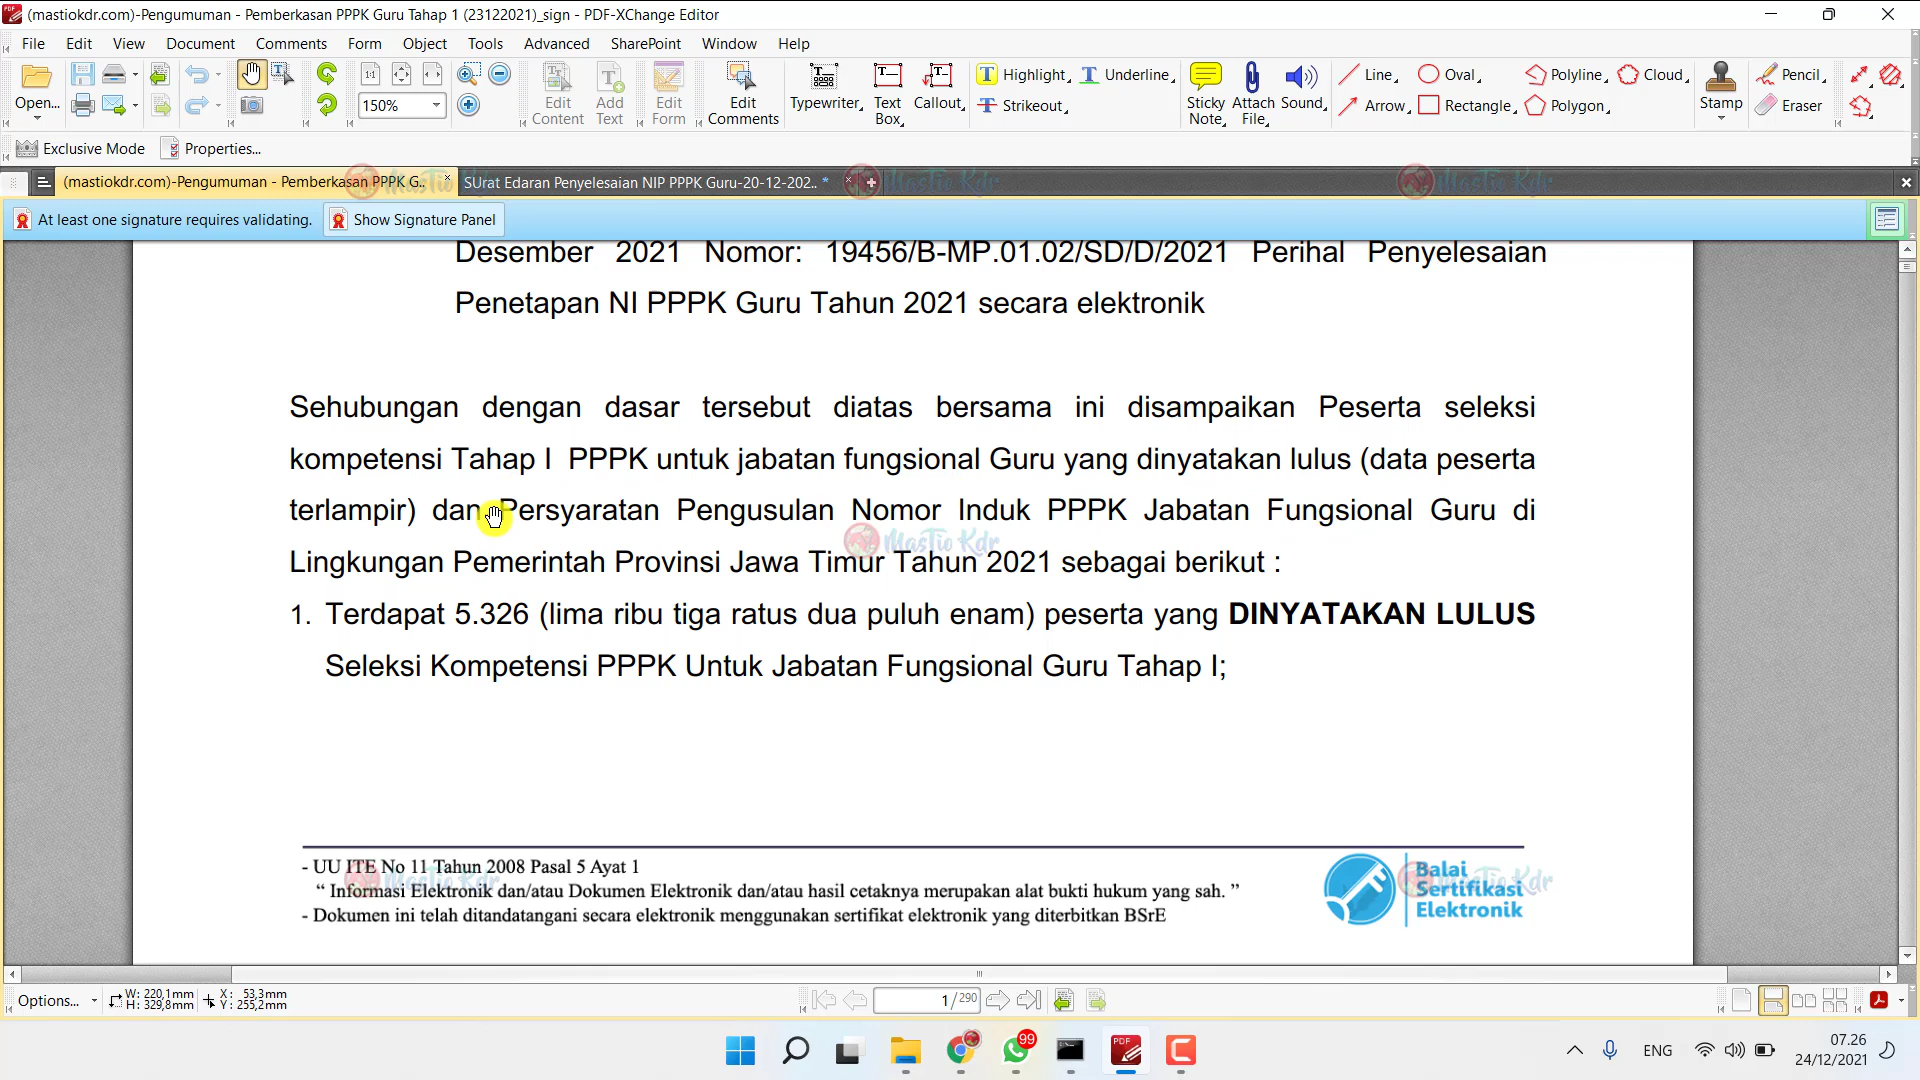 (mastiokdr.com)-Pengumuman - Pemberkasan PPPK Guru Tahap 1 (23122021)_sign - PDF-XChange Editor
File Edit View Document Comments Form Object Tools Advanced SharePoint Window Help
Open...
150%
Edit Content
Add Text
Edit Form
Edit Comments
Typewriter
Text Box
Callout
Highlight
Underline
Strikeout
Sticky Note
Attach File
Sound
Line
Arrow
Oval
Rectangle
Polyline
Polygon
Cloud
Stamp
Pencil
Eraser
Exclusive Mode Properties...
(mastiokdr.com)-Pengumuman - Pemberkasan PPPK G.. SUrat Edaran Penyelesaian NIP PPPK Guru-20-12-202.. *
MasTio Kdr
At least one signature requires validating. Show Signature Panel
Desember 2021 Nomor: 19456/B-MP.01.02/SD/D/2021 Perihal Penyelesaian
Penetapan NI PPPK Guru Tahun 2021 secara elektronik
Sehubungan dengan dasar tersebut diatas bersama ini disampaikan Peserta seleksi
kompetensi Tahap I PPPK untuk jabatan fungsional Guru yang dinyatakan lulus (data peserta
terlampir) dan Persyaratan Pengusulan Nomor Induk PPPK Jabatan Fungsional Guru di
MasTio Kdr
Lingkungan Pemerintah Provinsi Jawa Timur Tahun 2021 sebagai berikut :
1. Terdapat 5.326 (lima ribu tiga ratus dua puluh enam) peserta yang DINYATAKAN LULUS
Seleksi Kompetensi PPPK Untuk Jabatan Fungsional Guru Tahap I;
- UU ITE No 11 Tahun 2008 Pasal 5 Ayat 1
“ Informasi Elektronik dan/atau Dokumen Elektronik dan/atau hasil cetaknya merupakan alat bukti hukum yang sah. ”
- Dokumen ini telah ditandatangani secara elektronik menggunakan sertifikat elektronik yang diterbitkan BSrE
Balai
Sertifikasi
Elektronik
Options...
W: 220,1mm
H: 329,8mm
X: 53,3mm
Y: 255,2mm
1 /290
99
ENG
07.26
24/12/2021